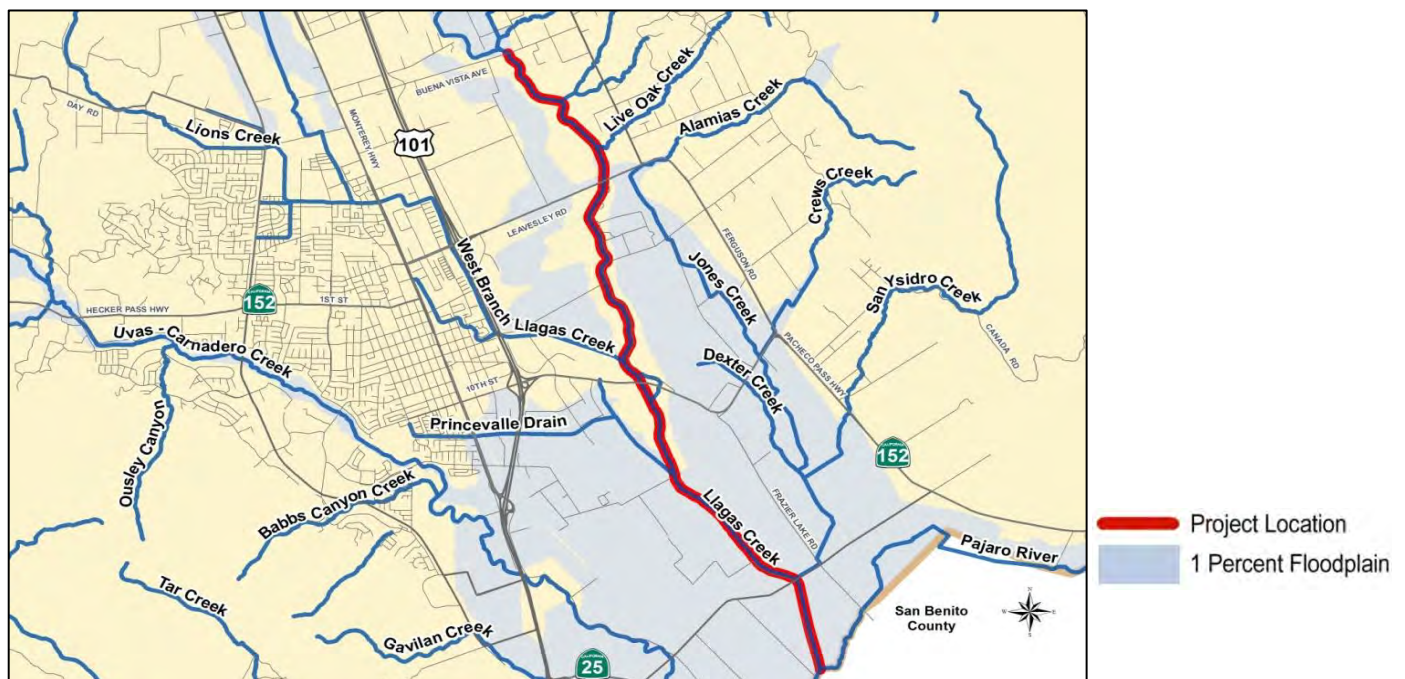 BUENA VISTA AVE
Live Oak Creek
Alamias Creek
DAY RD
Lions Creek
MONTEREY HWY
101
Crews Creek
LEAVESLEY RD
West Branch
Llagas Creek
FERGUSON RD
Jones Creek
San Ysidro Creek
CALIFORNIA
152
1ST ST
HECKER PASS HWY
Uvas - Carnadero Creek
CANADA RD
PACHECO PASS HWY
Dexter Creek
10TH ST
Ousley Canyon
Princevalle Drain
CALIFORNIA
152
Babbs Canyon Creek
Llagas Creek
FRAZIER LAKE RD
Project Location
1 Percent Floodplain
Pajaro River
Tar Creek
San Benito
County
N
W
E
S
Gavilan Creek
CALIFORNIA
25